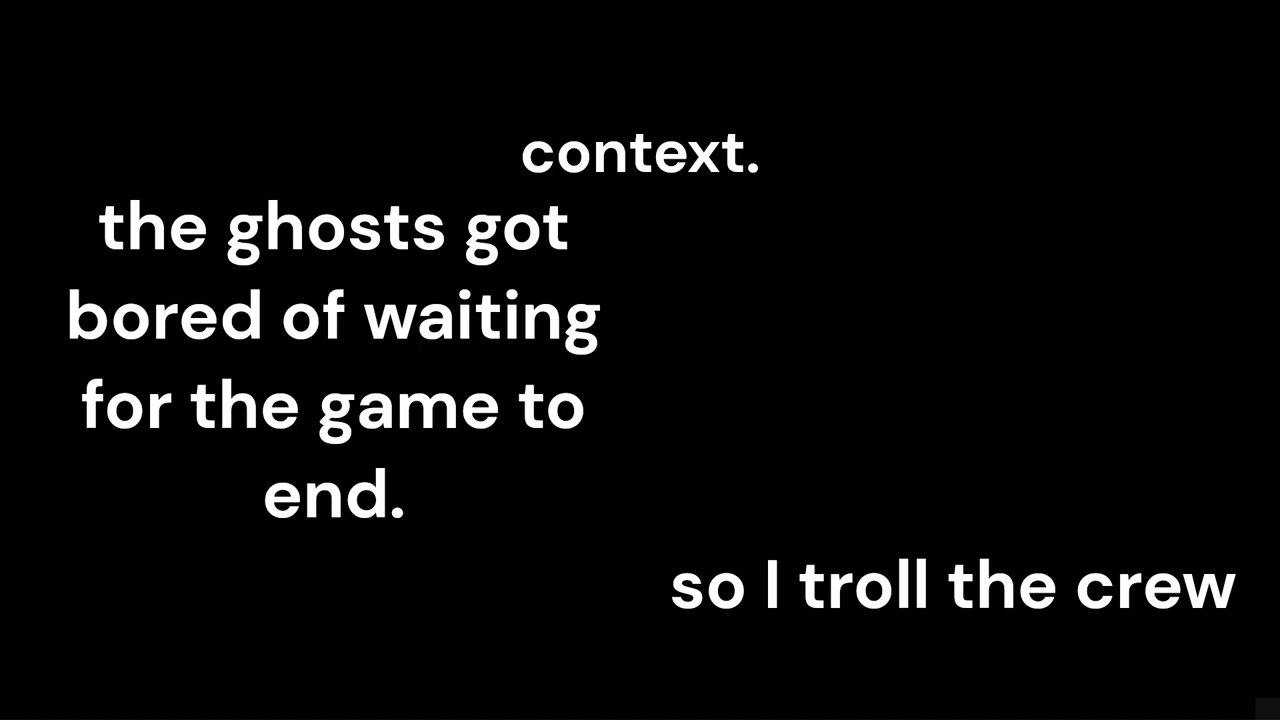 context.
the ghosts got
bored of waiting
for the game to
end.
so I troll the crew